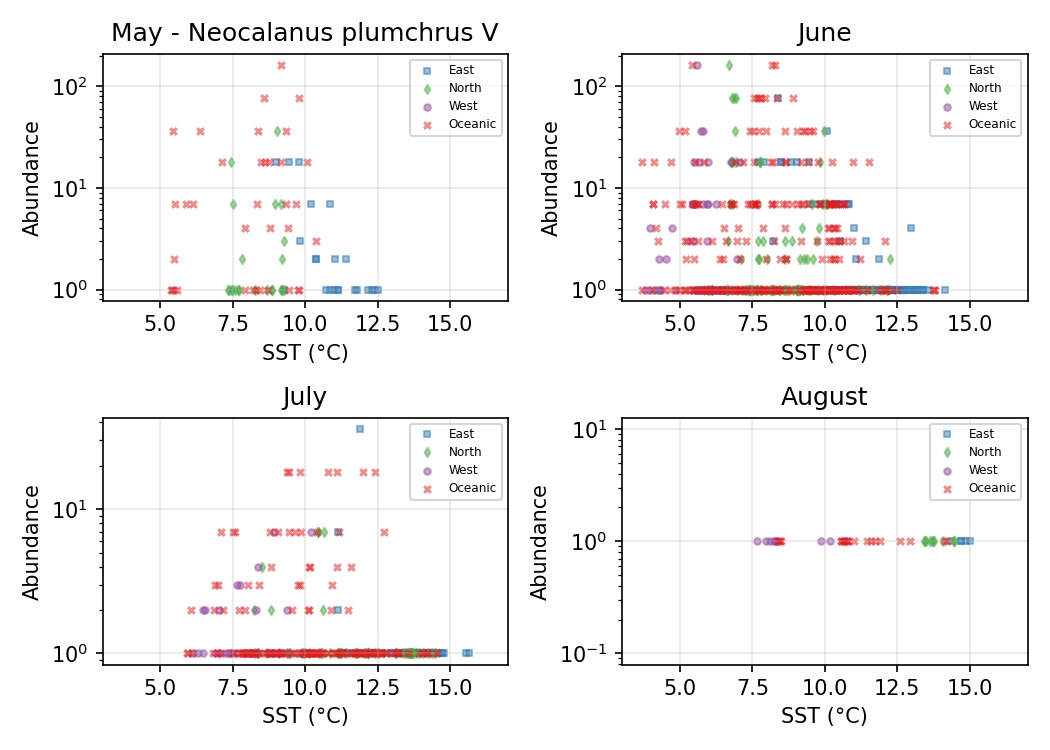 May - Neocalanus plumchrus V
June
10²
10¹
10⁰
Abundance
East
North
West
Oceanic
5.0 7.5 10.0 12.5 15.0
SST (°C)
10²
10¹
10⁰
Abundance
East
North
West
Oceanic
5.0 7.5 10.0 12.5 15.0
SST (°C)
July
August
10¹
10⁰
Abundance
East
North
West
Oceanic
5.0 7.5 10.0 12.5 15.0
SST (°C)
10¹
10⁰
10⁻¹
Abundance
East
North
West
Oceanic
5.0 7.5 10.0 12.5 15.0
SST (°C)